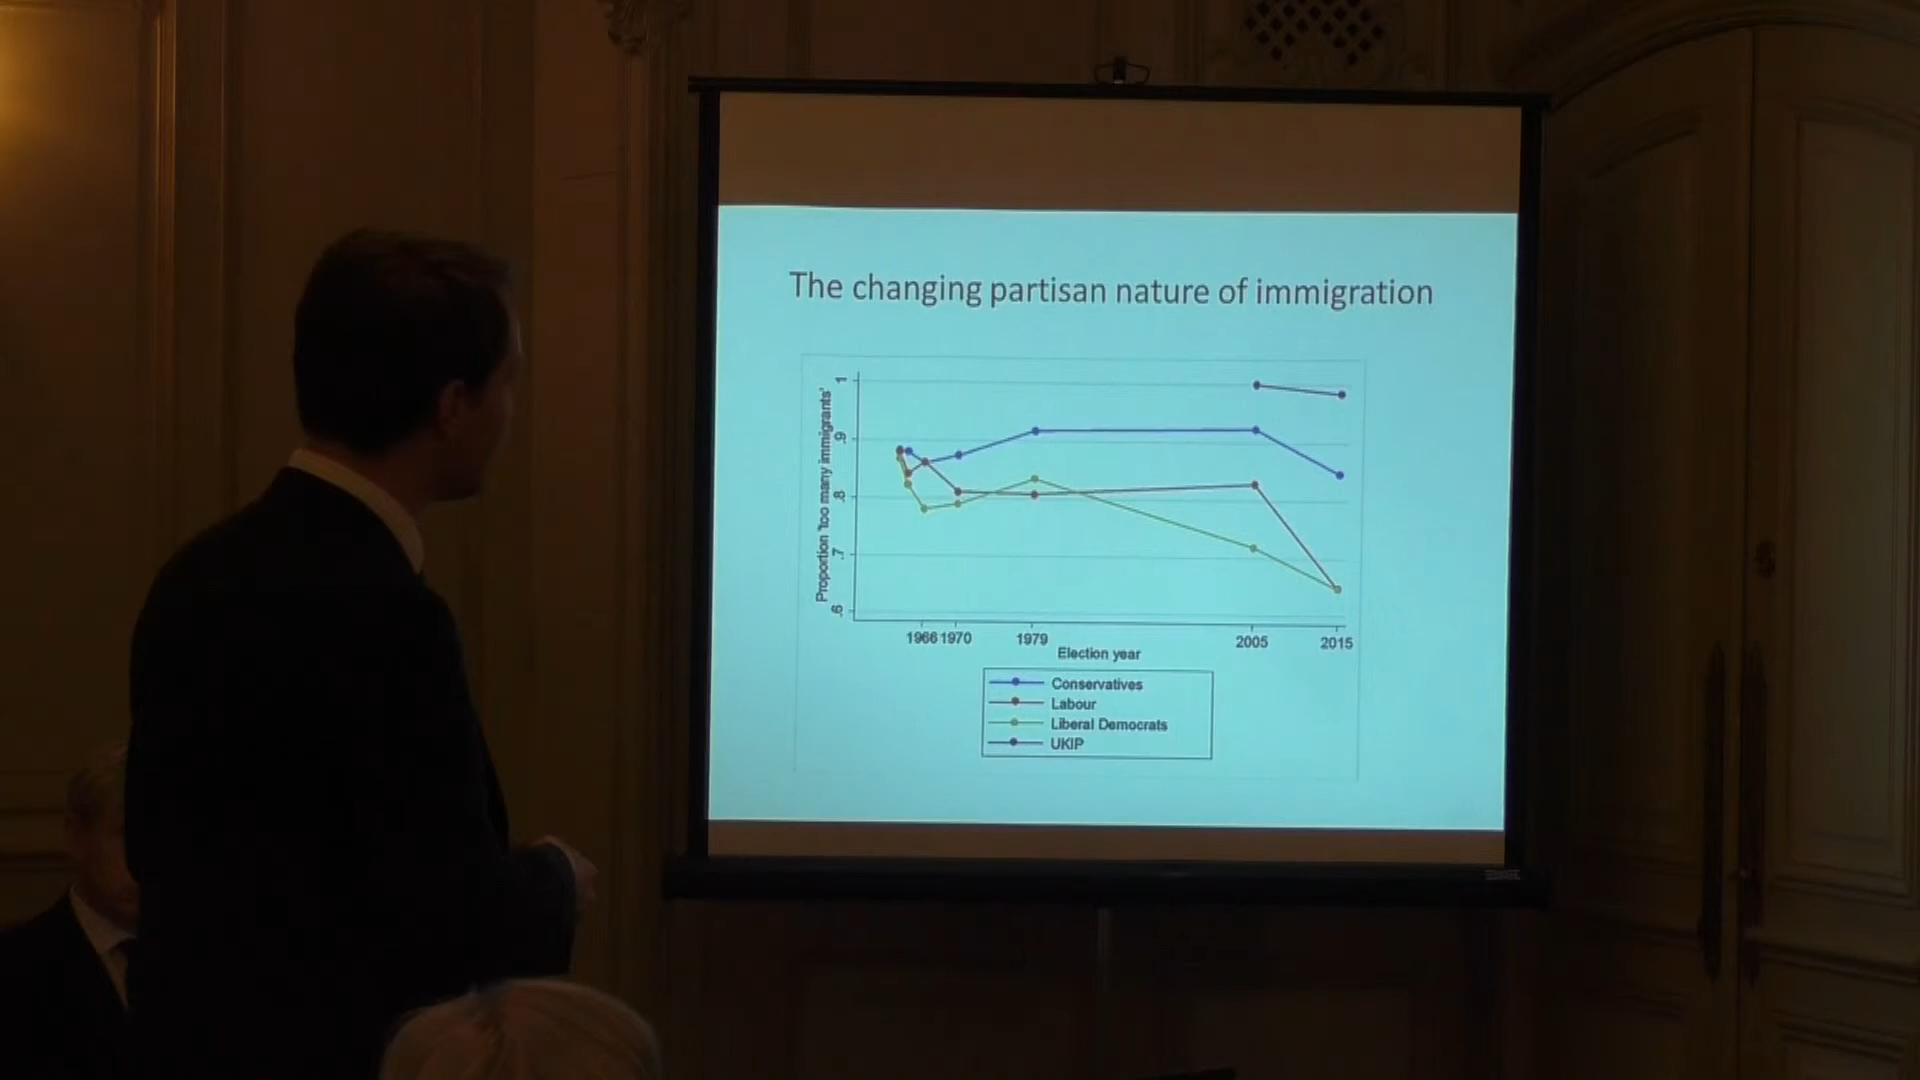 The changing partisan nature of immigration
Proportion 'too many immigrants'
1
.9
.8
.7
.6
1966 1970 1979 2005 2015
Election year
Conservatives
Labour
Liberal Democrats
UKIP